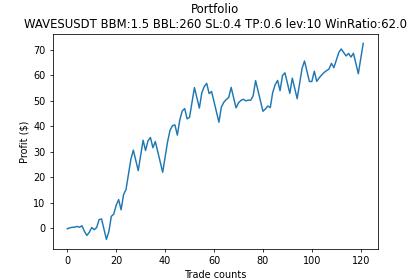 Portfolio
WAVESUSDT BBM:1.5 BBL:260 SL:0.4 TP:0.6 lev:10 WinRatio:62.0
Profit ($)
70
60
50
40
30
20
10
0
0 20 40 60 80 100 120
Trade counts